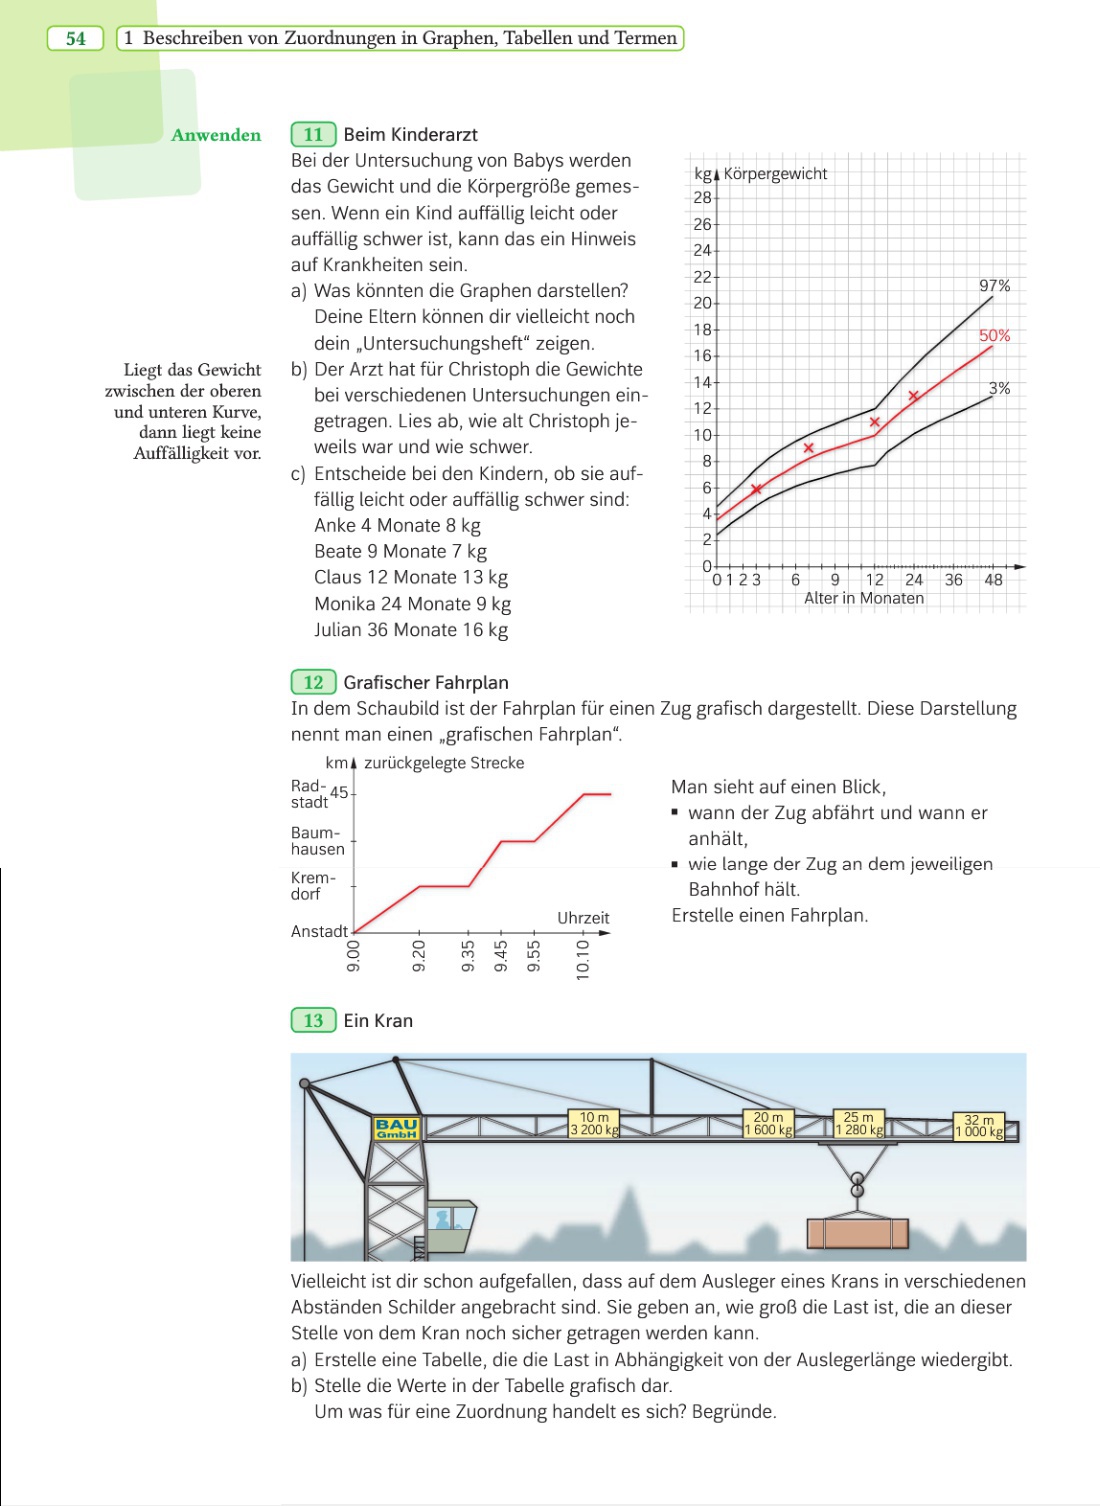 54
1 Beschreiben von Zuordnungen in Graphen, Tabellen und Termen
Anwenden
11 Beim Kinderarzt
Bei der Untersuchung von Babys werden
das Gewicht und die Körpergröße gemes-
sen. Wenn ein Kind auffällig leicht oder
auffällig schwer ist, kann das ein Hinweis
auf Krankheiten sein.
a) Was könnten die Graphen darstellen?
Deine Eltern können dir vielleicht noch
dein „Untersuchungsheft“ zeigen.
Liegt das Gewicht
zwischen der oberen
und unteren Kurve,
dann liegt keine
Auffälligkeit vor.
b) Der Arzt hat für Christoph die Gewichte
bei verschiedenen Untersuchungen ein-
getragen. Lies ab, wie alt Christoph je-
weils war und wie schwer.
c) Entscheide bei den Kindern, ob sie auf-
fällig leicht oder auffällig schwer sind:
Anke 4 Monate 8 kg
Beate 9 Monate 7 kg
Claus 12 Monate 13 kg
Monika 24 Monate 9 kg
Julian 36 Monate 16 kg
kg Körpergewicht
28
26
24
22
20
18
16
14
12
10
8
6
4
2
0
97%
50%
3%
0 1 2 3 6 9 12 24 36 48
Alter in Monaten
12 Grafischer Fahrplan
In dem Schaubild ist der Fahrplan für einen Zug grafisch dargestellt. Diese Darstellung
nennt man einen „grafischen Fahrplan“.
km zurückgelegte Strecke
Rad-
stadt 45
Baum-
hausen
Krem-
dorf
Anstadt
Uhrzeit
9.00 9.20 9.35 9.45 9.55 10.10
Man sieht auf einen Blick,
▪ wann der Zug abfährt und wann er
anhält,
▪ wie lange der Zug an dem jeweiligen
Bahnhof hält.
Erstelle einen Fahrplan.
13 Ein Kran
BAU
GmbH
10 m
3 200 kg
20 m
1 600 kg
25 m
1 280 kg
32 m
1 000 kg
Vielleicht ist dir schon aufgefallen, dass auf dem Ausleger eines Krans in verschiedenen
Abständen Schilder angebracht sind. Sie geben an, wie groß die Last ist, die an dieser
Stelle von dem Kran noch sicher getragen werden kann.
a) Erstelle eine Tabelle, die die Last in Abhängigkeit von der Auslegerlänge wiedergibt.
b) Stelle die Werte in der Tabelle grafisch dar.
Um was für eine Zuordnung handelt es sich? Begründe.